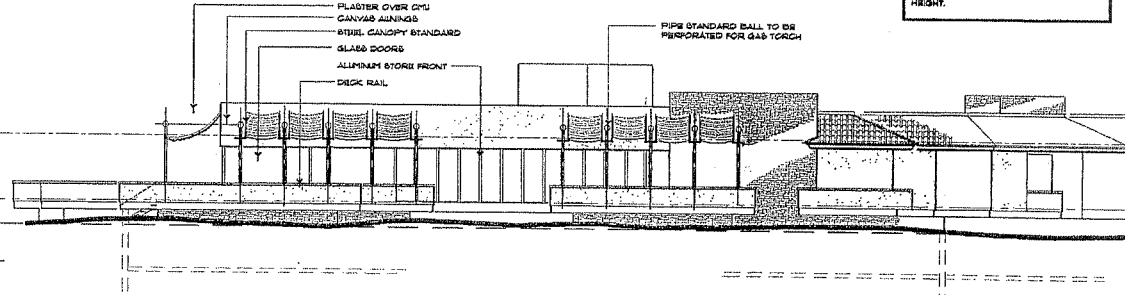 HEIGHT.
PLASTER OVER CMU
CANVAS AWNINGS
STEEL CANOPY STANDARD
GLASS DOORS
ALUMINUM STORE FRONT
DECK RAIL
PIPE STANDARD BALL TO BE
PERFORATED FOR GAS TORCH